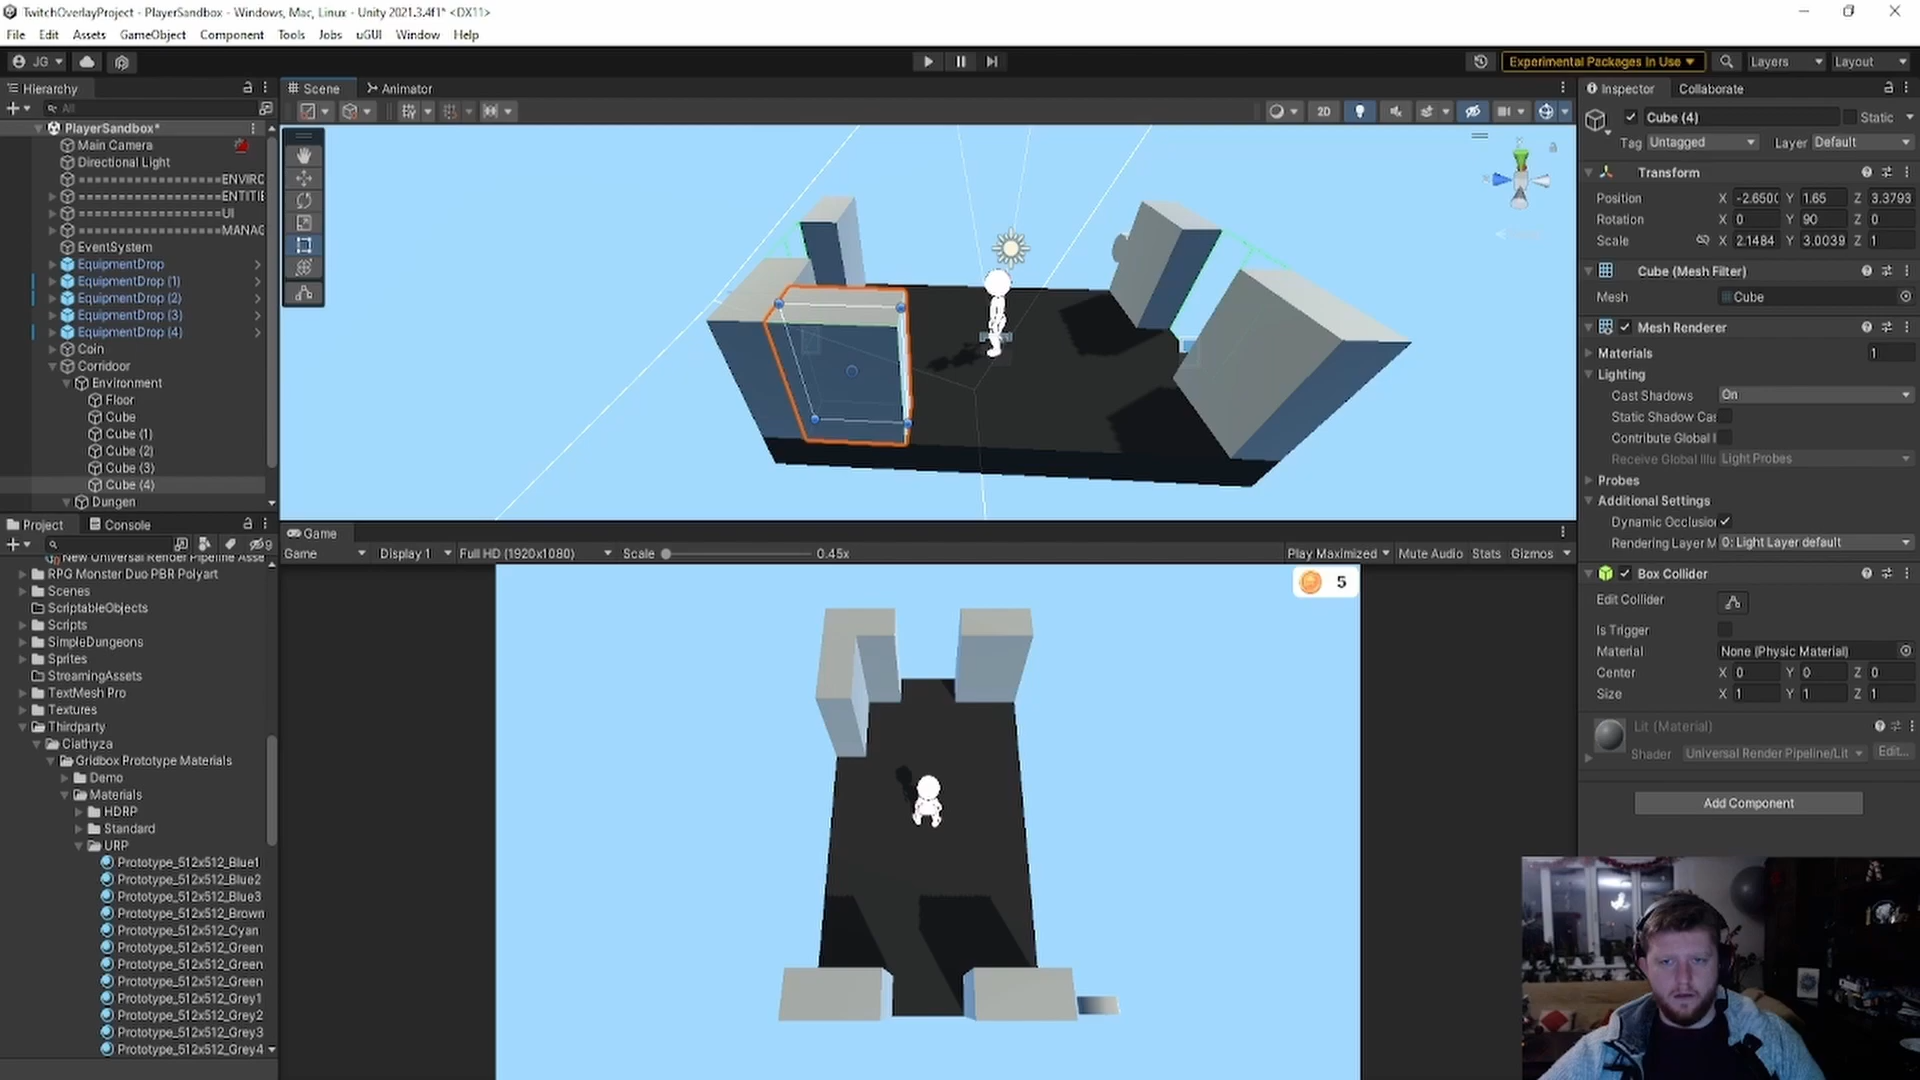 TwitchOverlayProject - PlayerSandbox - Windows, Mac, Linux - Unity 2021.3.4f1* <DX11>
File Edit Assets GameObject Component Tools Jobs uGUI Window Help
JG
Experimental Packages In Use
Layers
Layout
Hierarchy
All
PlayerSandbox*
Main Camera
Directional Light
==================ENVIRC
==================ENTITIE
==================UI
==================MANAG
EventSystem
EquipmentDrop
EquipmentDrop (1)
EquipmentDrop (2)
EquipmentDrop (3)
EquipmentDrop (4)
Coin
Corridoor
Environment
Floor
Cube
Cube (1)
Cube (2)
Cube (3)
Cube (4)
Dungen
Scene Animator
2D
Project Console
9
New Universal Render Pipeline Asse
RPG Monster Duo PBR Polyart
Scenes
ScriptableObjects
Scripts
SimpleDungeons
Sprites
StreamingAssets
TextMesh Pro
Textures
Thirdparty
Ciathyza
Gridbox Prototype Materials
Demo
Materials
HDRP
Standard
URP
Prototype_512x512_Blue1
Prototype_512x512_Blue2
Prototype_512x512_Blue3
Prototype_512x512_Brown
Prototype_512x512_Cyan
Prototype_512x512_Green
Prototype_512x512_Green
Prototype_512x512_Green
Prototype_512x512_Grey1
Prototype_512x512_Grey2
Prototype_512x512_Grey3
Prototype_512x512_Grey4
Game
Game Display 1 Full HD (1920x1080) Scale 0.45x Play Maximized Mute Audio Stats Gizmos
5
Inspector Collaborate
Cube (4) Static
Tag Untagged Layer Default
Transform
Position X -2.650( Y 1.65 Z 3.3793
Rotation X 0 Y 90 Z 0
Scale X 2.1484 Y 3.0039 Z 1
Cube (Mesh Filter)
Mesh Cube
Mesh Renderer
Materials 1
Lighting
Cast Shadows On
Static Shadow Cas
Contribute Global I
Receive Global Illu Light Probes
Probes
Additional Settings
Dynamic Occlusion
Rendering Layer M 0: Light Layer default
Box Collider
Edit Collider
Is Trigger
Material None (Physic Material)
Center X 0 Y 0 Z 0
Size X 1 Y 1 Z 1
Lit (Material)
Shader Universal Render Pipeline/Lit Edit...
Add Component